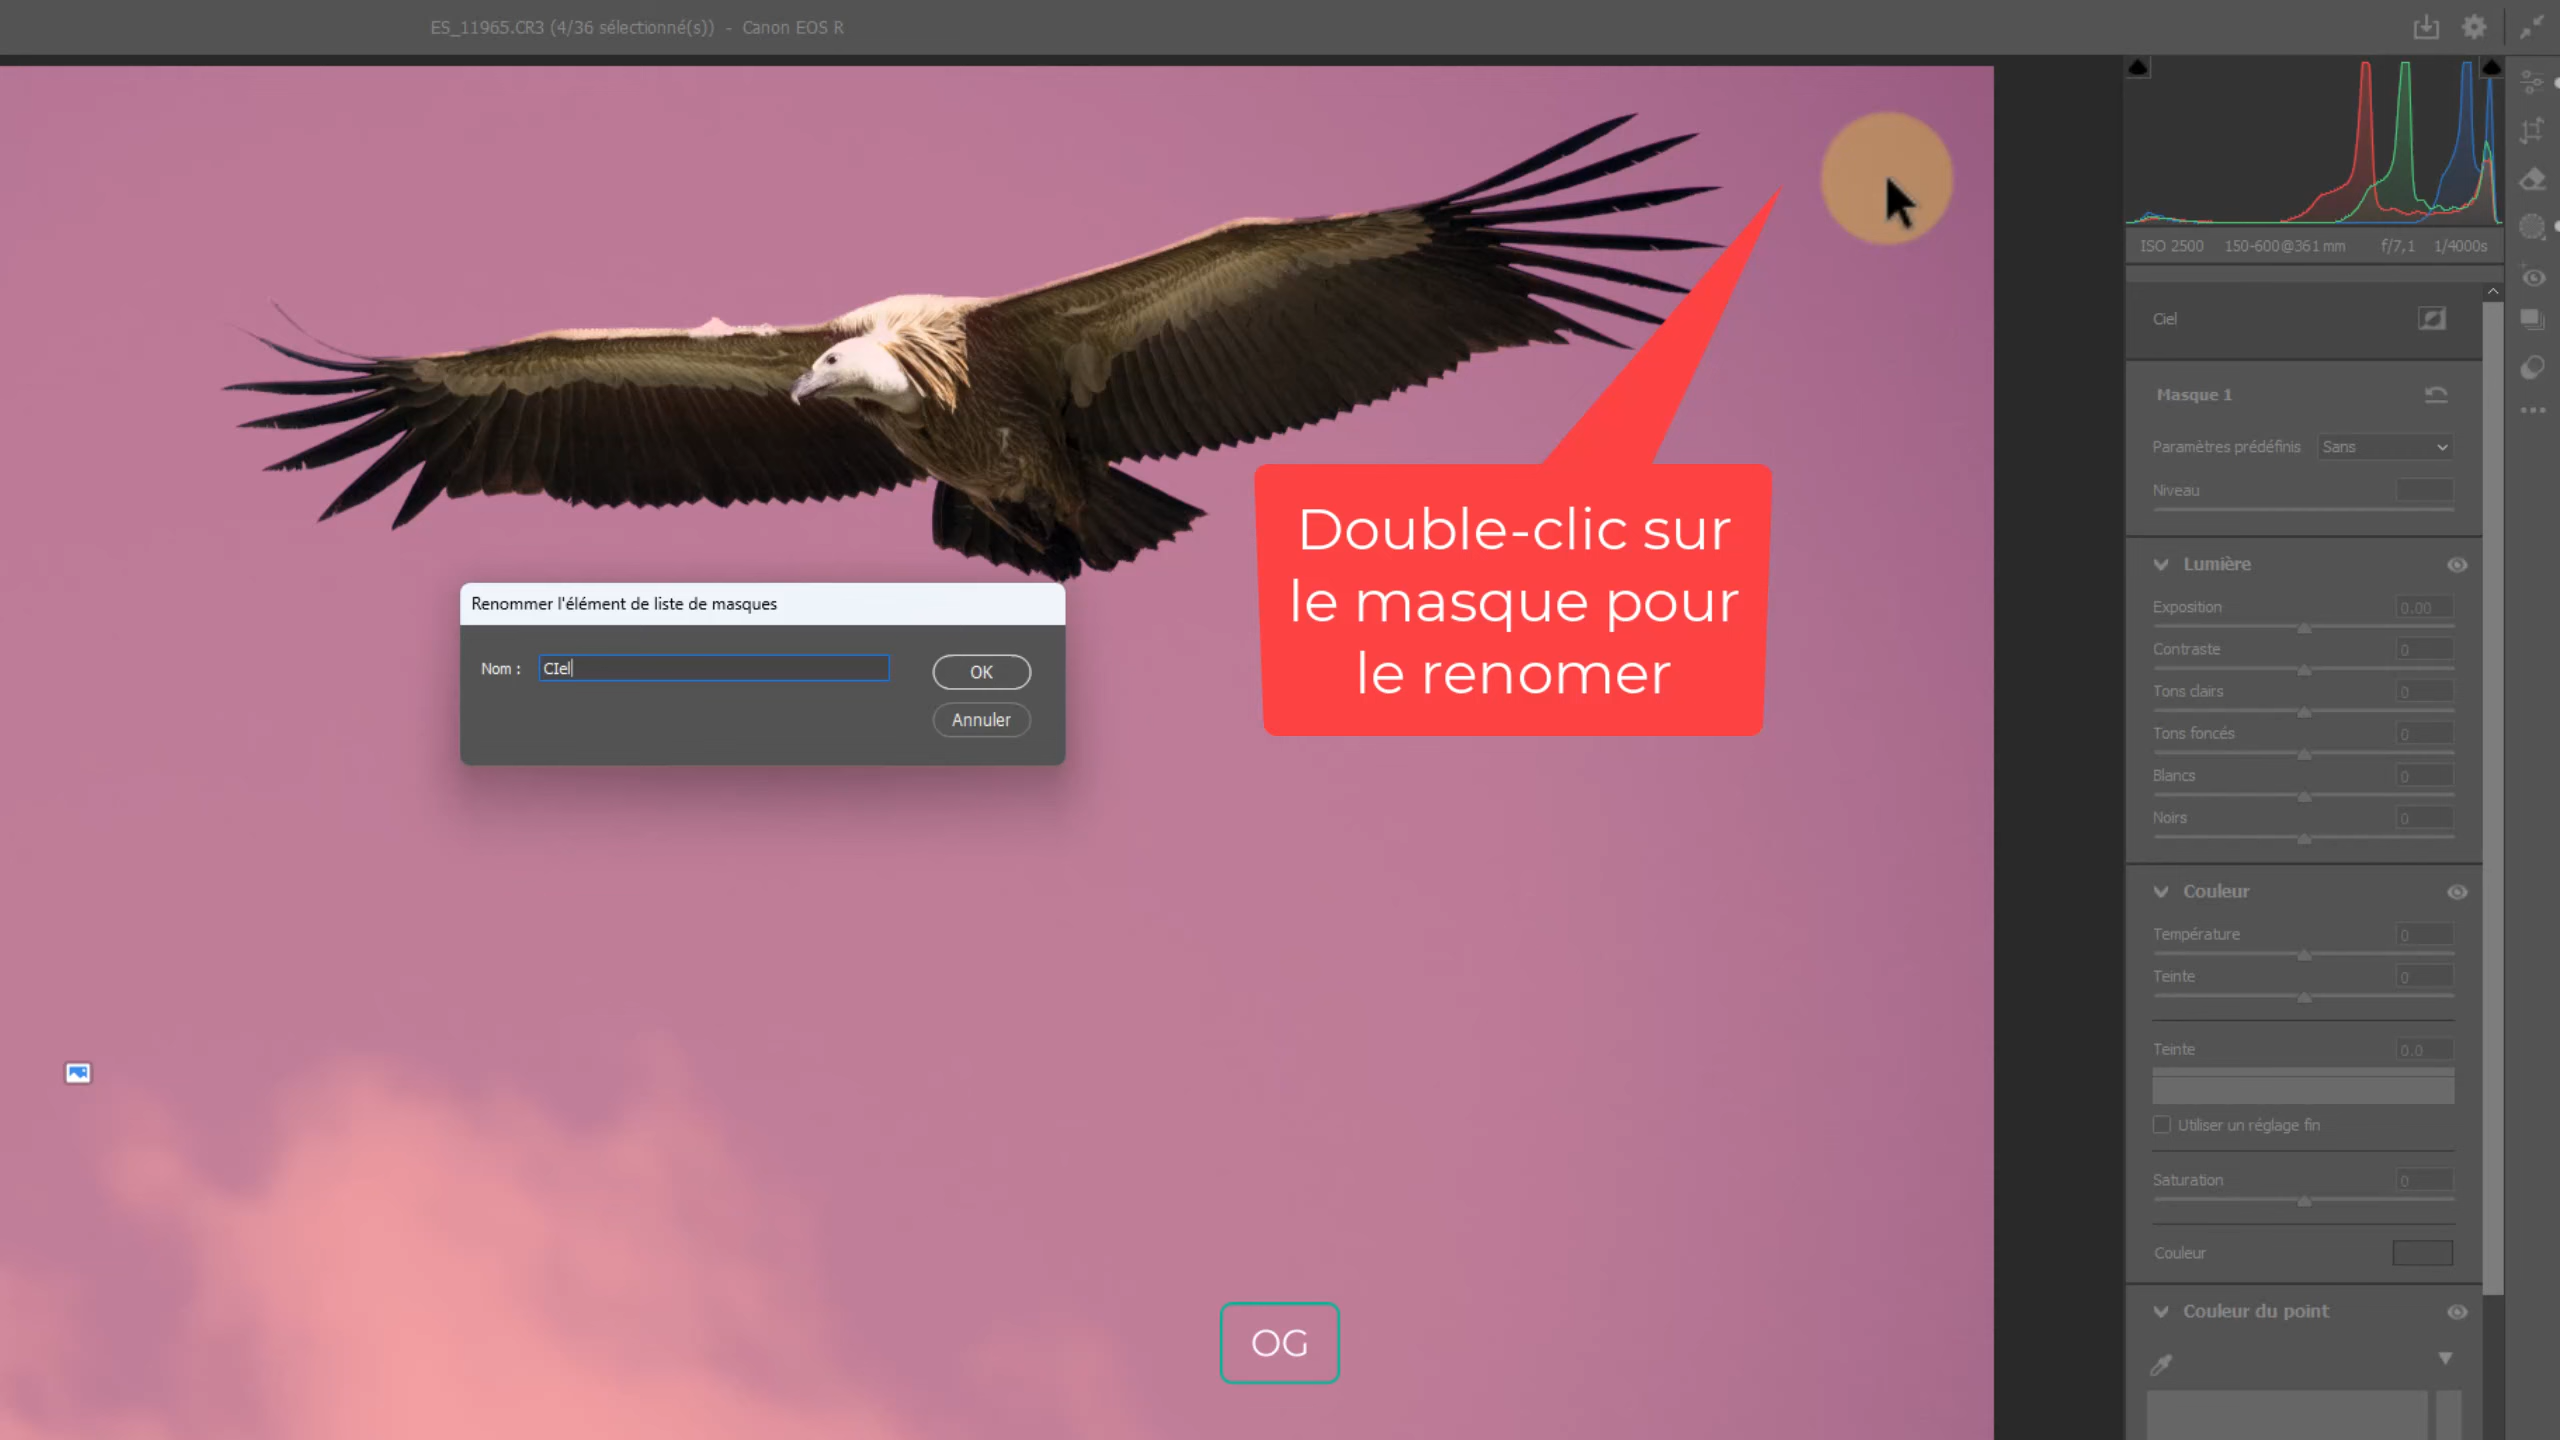 ES_11965.CR3 (4/36 sélectionné(s)) - Canon EOS R
ISO 2500 150-600@361 mm f/7,1 1/4000s
Ciel
Masque 1
Paramètres prédéfinis Sans
Niveau
Lumière
Exposition 0.00
Contraste 0
Tons clairs 0
Tons foncés 0
Blancs 0
Noirs 0
Couleur
Température 0
Teinte 0
Teinte 0.0
Utiliser un réglage fin
Saturation 0
Couleur
Couleur du point
Double-clic sur
le masque pour
le renomer
Renommer l'élément de liste de masques
Nom : CIel
OK
Annuler
OG